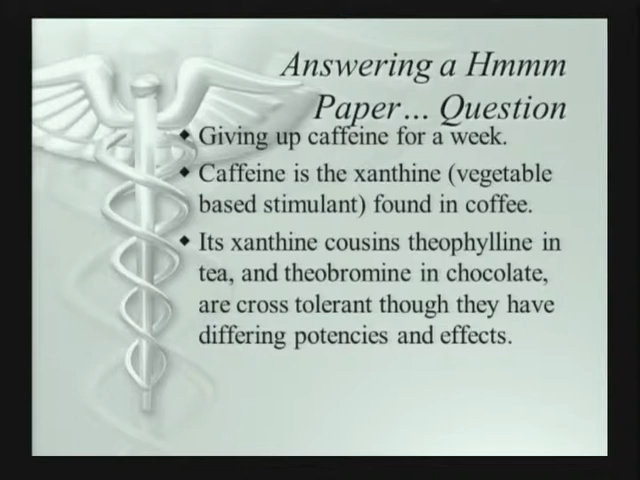 Answering a Hmmm
Paper... Question
Giving up caffeine for a week.
Caffeine is the xanthine (vegetable
based stimulant) found in coffee.
Its xanthine cousins theophylline in
tea, and theobromine in chocolate,
are cross tolerant though they have
differing potencies and effects.